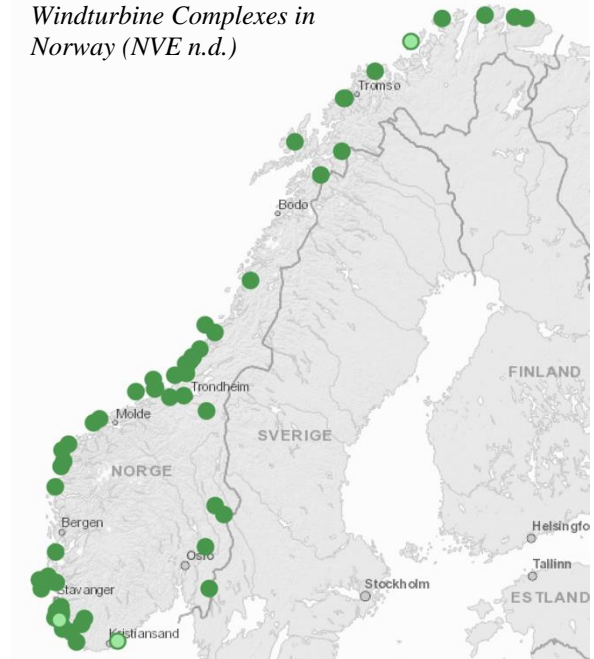 Windturbine Complexes in
Norway (NVE n.d.)
Tromsø
Bodø
FINLAND
Trondheim
Molde
SVERIGE
NORGE
Bergen
Helsingfo
Oslo
Tallinn
Stockholm
Stavanger
ESTLAND
Kristiansand